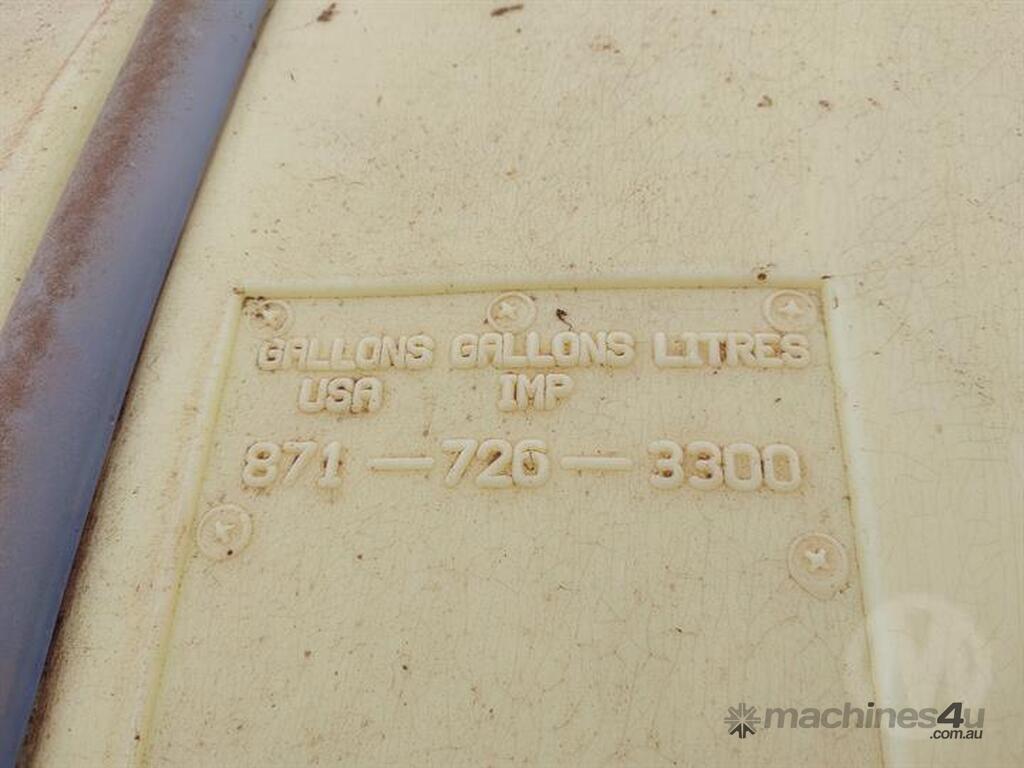 GALLONS GALLONS LITRES
USA IMP
871 — 726 — 3300
machines4u
.com.au